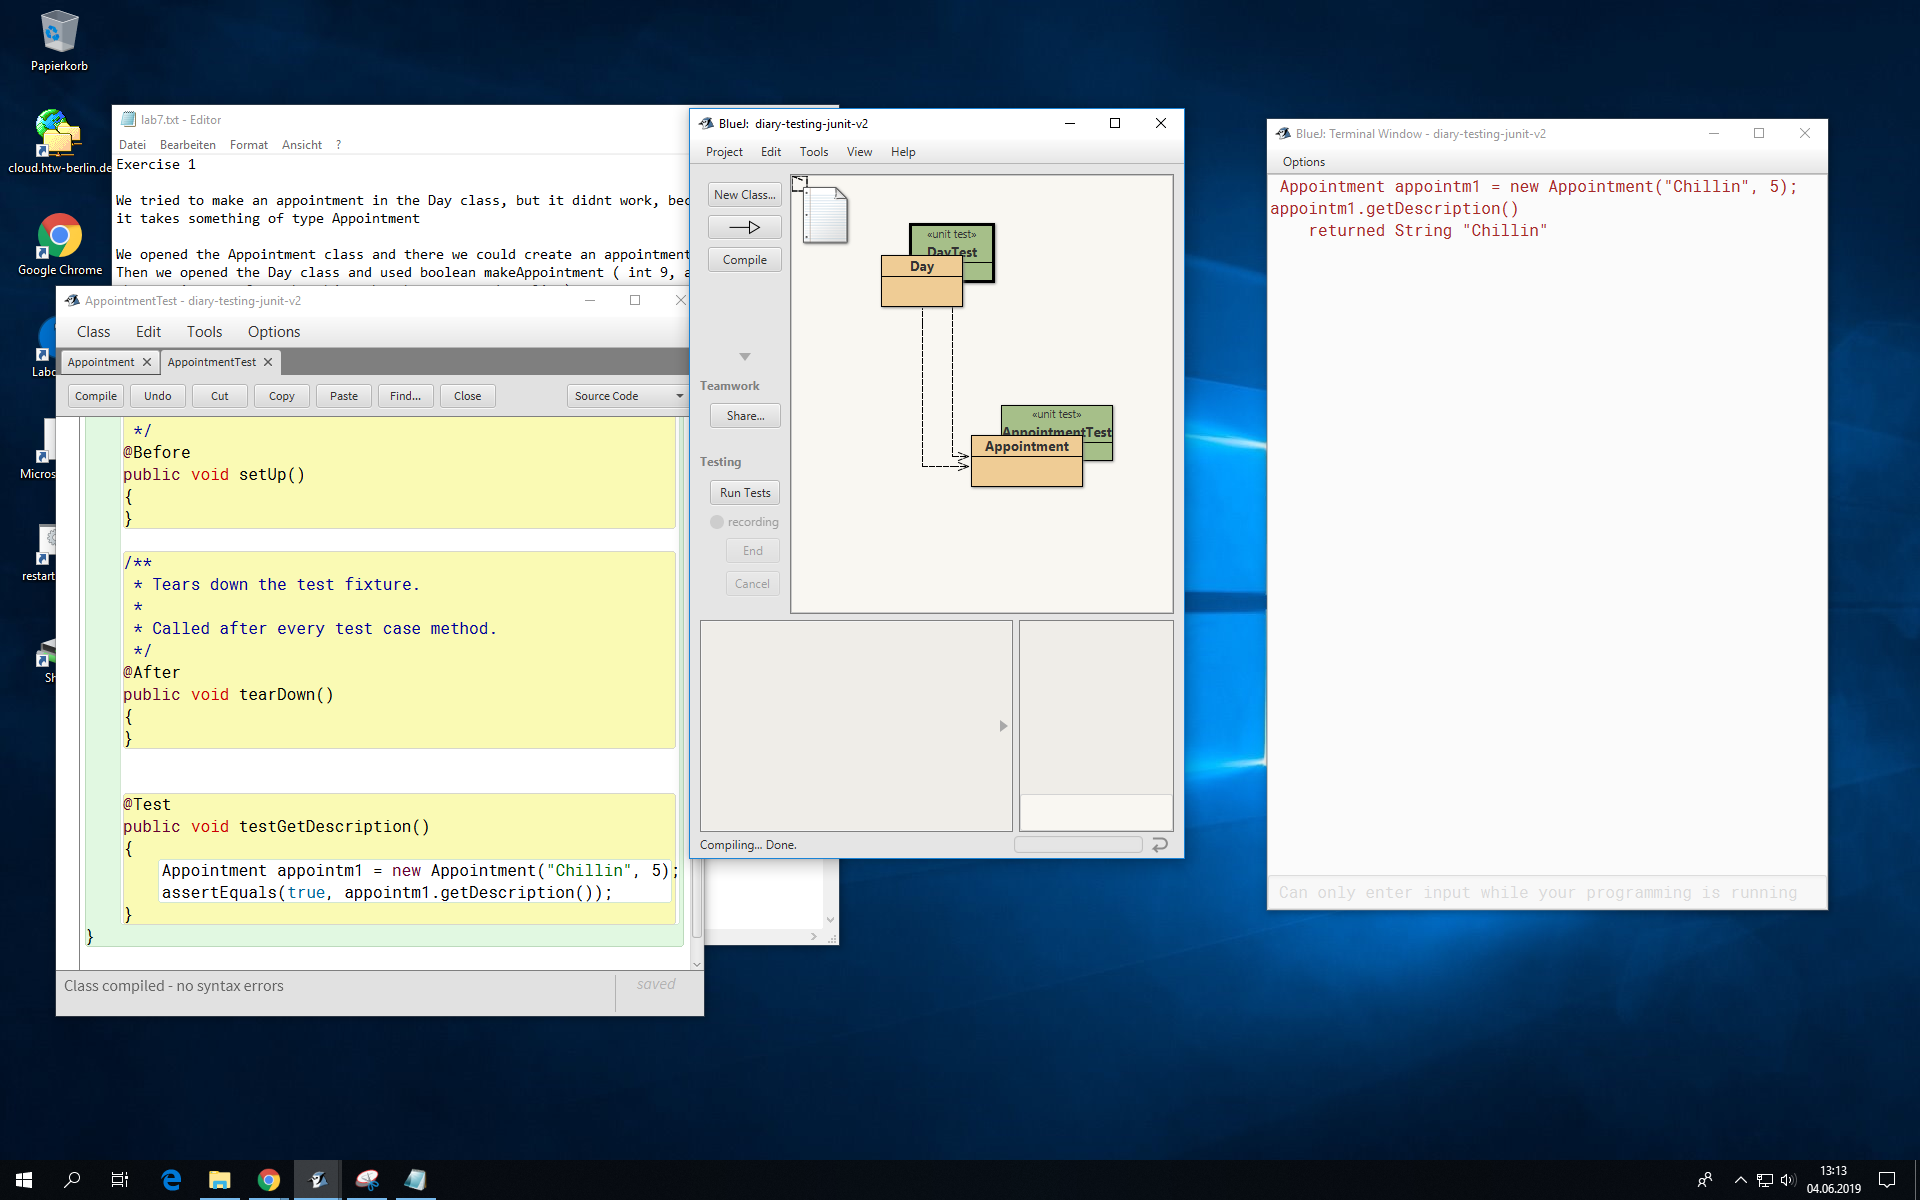 Papierkorb
cloud.htw-berlin.de
Google Chrome
Labo
Micros
restart
Sh
lab7.txt - Editor
Datei Bearbeiten Format Ansicht ?
Exercise 1
We tried to make an appointment in the Day class, but it didnt work, bec
it takes something of type Appointment
We opened the Appointment class and there we could create an appointment
Then we opened the Day class and used boolean makeAppointment ( int 9, a
AppointmentTest - diary-testing-junit-v2
Class Edit Tools Options
Appointment AppointmentTest
Compile Undo Cut Copy Paste Find... Close Source Code
*/
@Before
public void setUp()
{
}
/**
* Tears down the test fixture.
*
* Called after every test case method.
*/
@After
public void tearDown()
{
}
@Test
public void testGetDescription()
{
Appointment appointm1 = new Appointment("Chillin", 5);
assertEquals(true, appointm1.getDescription());
}
}
Class compiled - no syntax errors
saved
BlueJ: diary-testing-junit-v2
Project Edit Tools View Help
New Class...
Compile
Teamwork
Share...
Testing
Run Tests
recording
End
Cancel
«unit test»
DayTest
Day
«unit test»
AppointmentTest
Appointment
Compiling... Done.
BlueJ: Terminal Window - diary-testing-junit-v2
Options
Appointment appointm1 = new Appointment("Chillin", 5);
appointm1.getDescription()
returned String "Chillin"
Can only enter input while your programming is running
13:13
04.06.2019